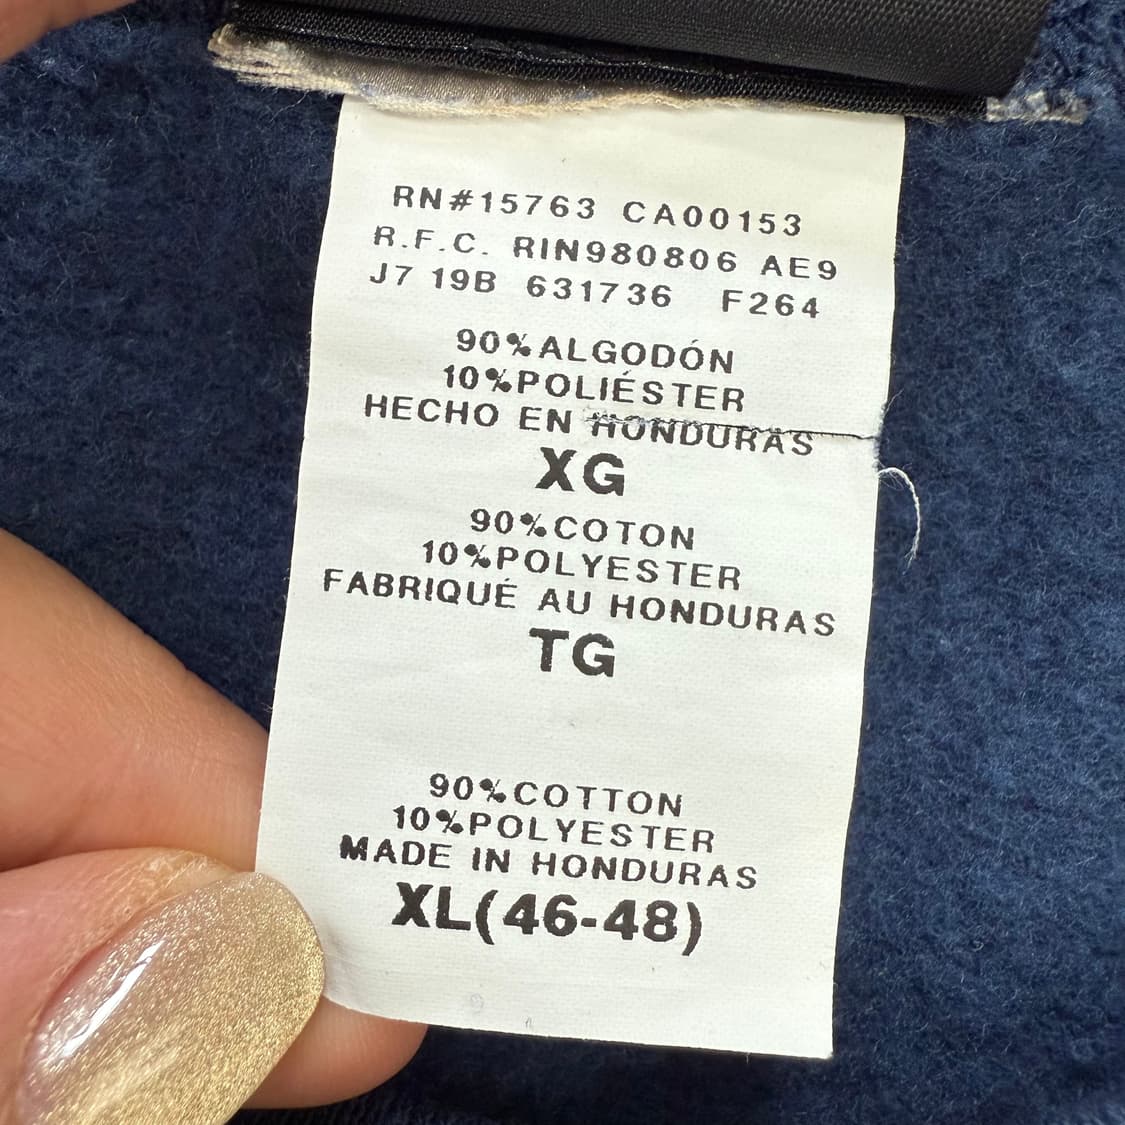 RN#15763 CA00153
R.F.C. RIN980806 AE9
J7 19B 631736 F264
90%ALGODÓN
10%POLIÉSTER
HECHO EN HONDURAS
XG
90%COTON
10%POLYESTER
FABRIQUÉ AU HONDURAS
TG
90%COTTON
10%POLYESTER
MADE IN HONDURAS
XL(46-48)